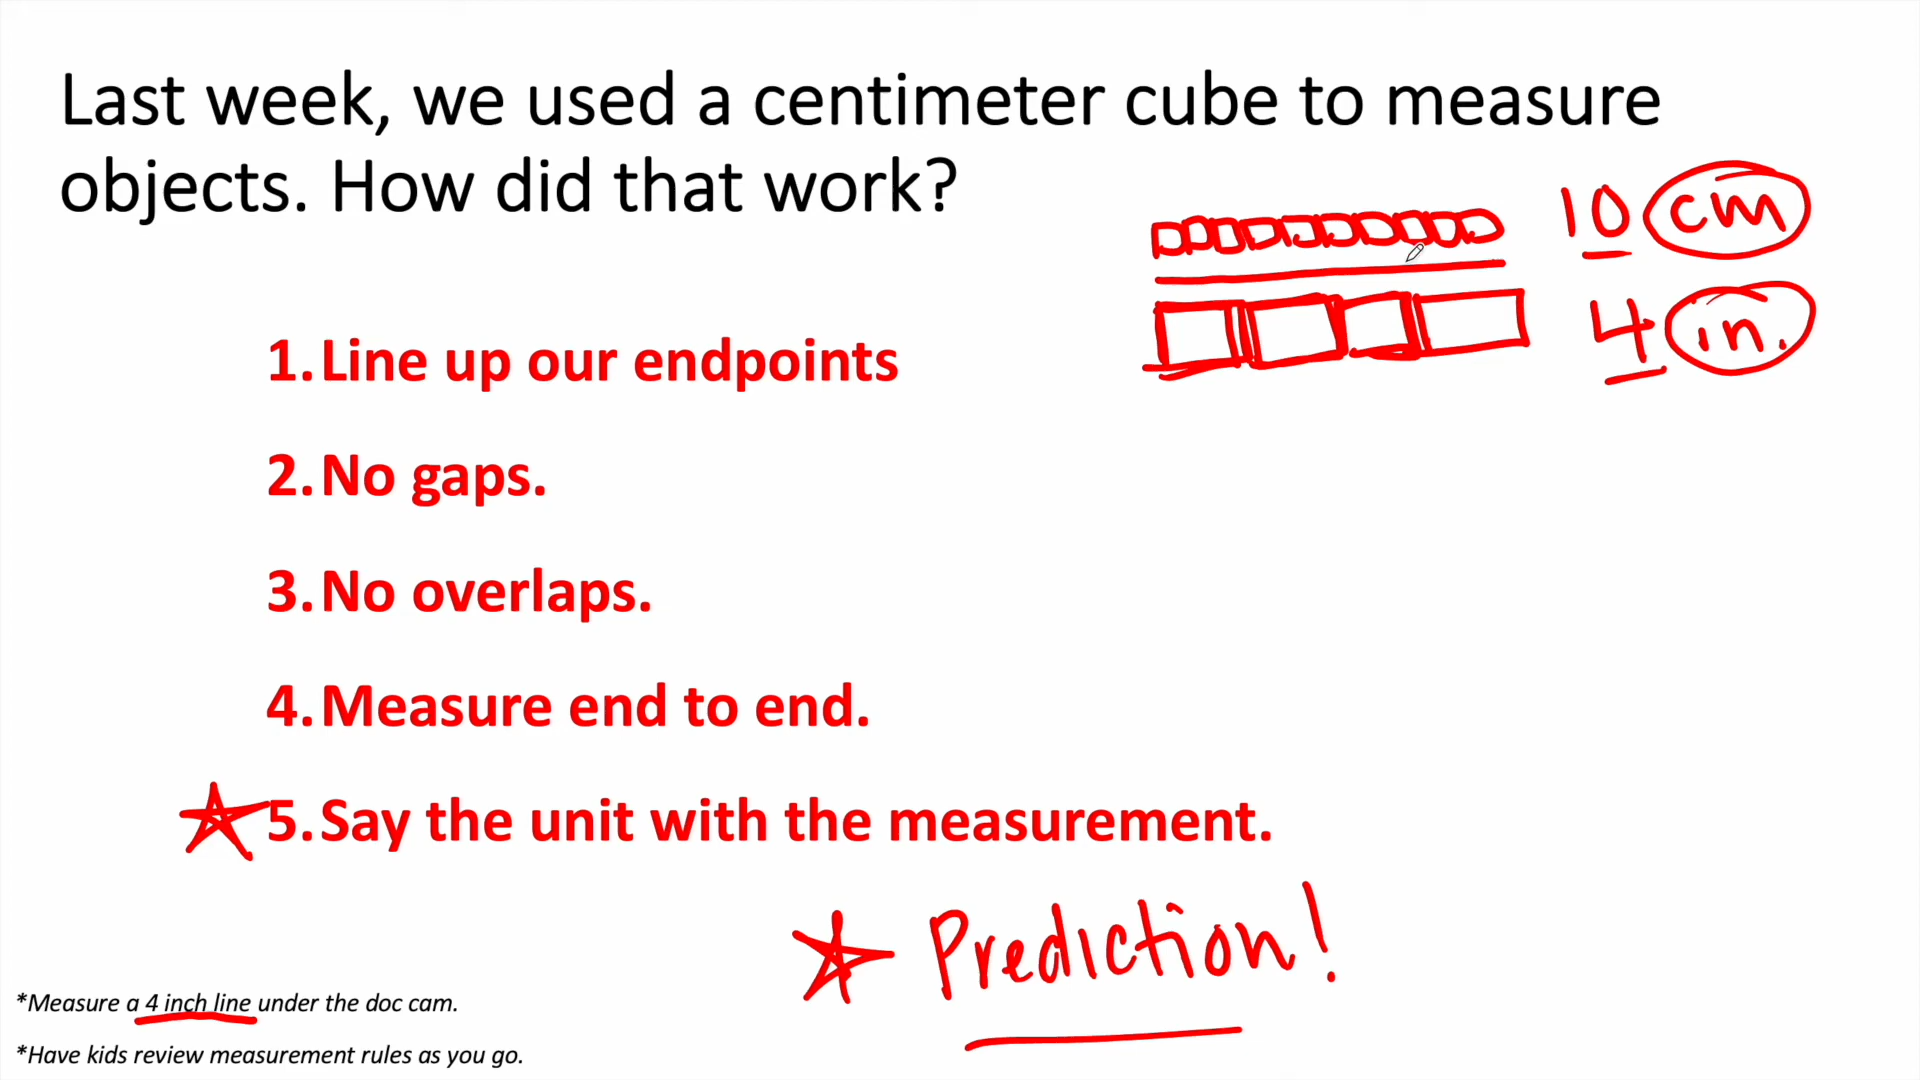 Last week, we used a centimeter cube to measure
objects. How did that work?
10 cm
4 in.
1. Line up our endpoints
2. No gaps.
3. No overlaps.
4. Measure end to end.
5. Say the unit with the measurement.
Prediction!
*Measure a 4 inch line under the doc cam.
*Have kids review measurement rules as you go.